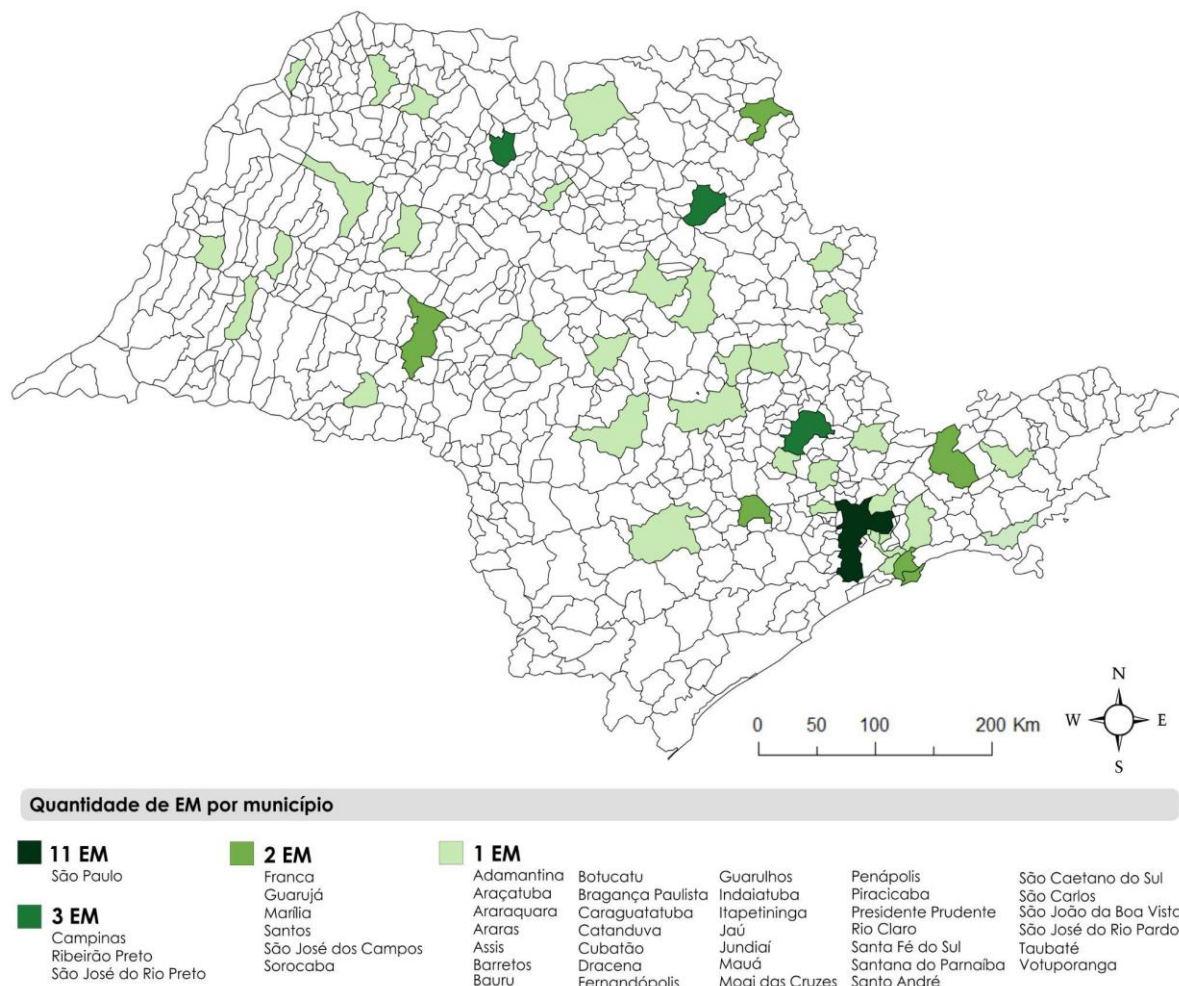 N
W E
S
0 50 100 200 Km
Quantidade de EM por município
11 EM
São Paulo
3 EM
Campinas
Ribeirão Preto
São José do Rio Preto
2 EM
Franca
Guarujá
Marília
Santos
São José dos Campos
Sorocaba
1 EM
Adamantina
Araçatuba
Araraquara
Araras
Assis
Barretos
Bauru
Botucatu
Bragança Paulista
Caraguatatuba
Catanduva
Cubatão
Dracena
Fernandópolis
Guarulhos
Indaiatuba
Itapetininga
Jaú
Jundiaí
Mauá
Mogi das Cruzes
Penápolis
Piracicaba
Presidente Prudente
Rio Claro
Santa Fé do Sul
Santana do Parnaíba
Santo André
São Caetano do Sul
São Carlos
São João da Boa Vista
São José do Rio Pardo
Taubaté
Votuporanga